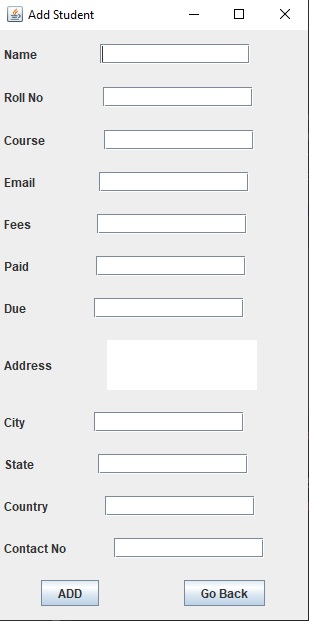 Add Student
Name
Roll No
Course
Email
Fees
Paid
Due
Address
City
State
Country
Contact No
ADD Go Back